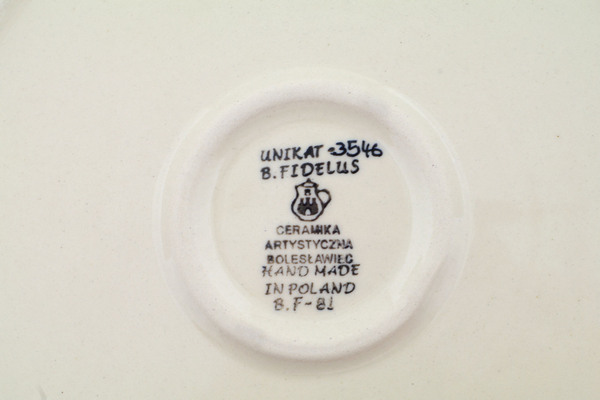 UNIKAT-3546
B. FIDELUS
CERAMIKA
ARTYSTYCZNA
BOLESŁAWIEC
HAND MADE
IN POLAND
B.F-81